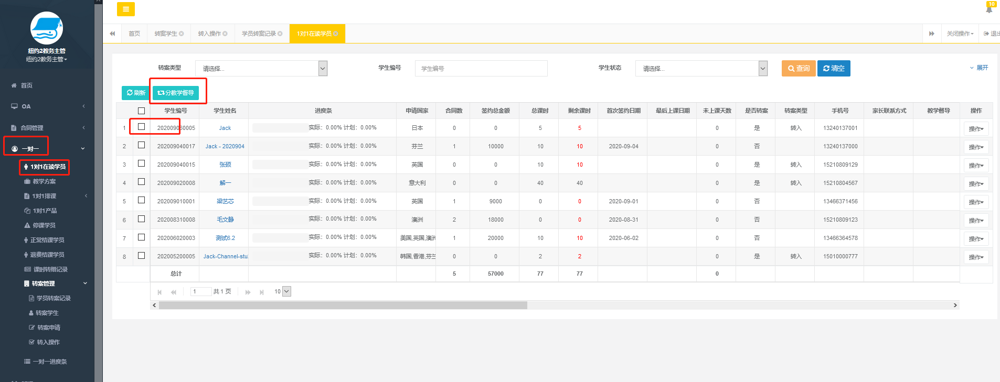 10
纽约2教务主管
纽约2教务主管
首页
OA
合同管理
一对一
1对1在读学员
教学方案
1对1排课
1对1产品
停课学员
正常结课学员
退费结课学员
课时转赠记录
转案管理
学员转案记录
转案学生
转案申请
转入操作
一对一进度条
首页 转案学生 转入操作 学员转案记录 1对1在读学员 关闭操作 退出
转案类型 请选择... 学生编号 学生编号 学生状态 请选择... 查询 清空 展开
刷新 分教学督导
学生编号 学生姓名 进度条 申请国家 合同数 签约总金额 总课时 剩余课时 首次签约日期 最后上课日期 未上课天数 是否转案 转案类型 手机号 家长联系方式 教学督导 操作
1 202009060005 Jack 实际: 0.00% 计划: 0.00% 日本 0 0 5 5 0 是 转入 13240137001 操作
2 202009040017 Jack - 2020904 实际: 0.00% 计划: 0.00% 芬兰 1 10000 10 10 2020-09-04 0 否 13240137000 操作
3 202009040015 张硕 实际: 0.00% 计划: 0.00% 英国 0 0 10 10 0 是 转入 15210809129 操作
4 202009020008 解一 实际: 0.00% 计划: 0.00% 意大利 0 0 40 40 0 是 转入 15210804567 操作
5 202009010001 梁艺芯 实际: 0.00% 计划: 0.00% 英国 1 9000 0 0 2020-09-01 0 否 13466371456 操作
6 202008310008 毛文静 实际: 0.00% 计划: 0.00% 澳洲 2 18000 0 0 2020-08-31 0 否 15210809123 操作
7 202006020003 测试6.2 实际: 0.00% 计划: 0.00% 美国,英国,澳洲 1 20000 10 10 2020-06-02 0 否 13466364578 操作
8 202005200005 Jack-Channel-stu 实际: 0.00% 计划: 0.00% 韩国,香港,芬兰 0 0 2 2 0 是 转入 15010000777 操作
总计 5 57000 77 77 0
1 共 1 页 10